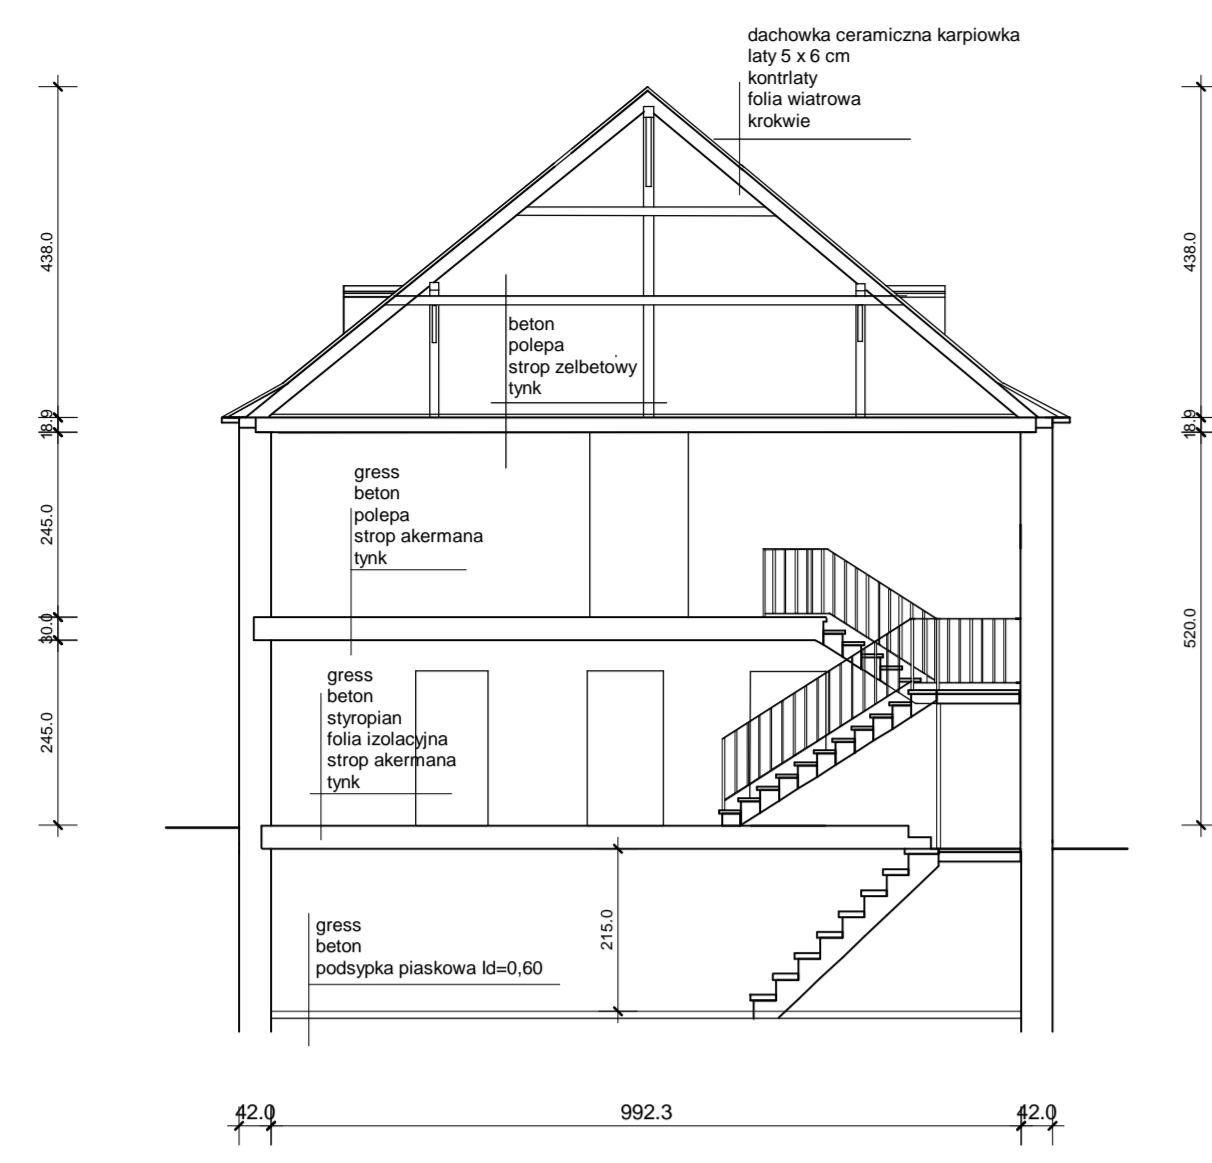 dachowka ceramiczna karpiowka
laty 5 x 6 cm
kontrlaty
folia wiatrowa
krokwie
438.0
438.0
beton
polepa
strop zelbetowy
tynk
18.9
18.9
gress
beton
polepa
strop akermana
tynk
245.0
30.0
520.0
gress
beton
styropian
folia izolacyjna
strop akermana
tynk
245.0
215.0
gress
beton
podsypka piaskowa Id=0,60
42.0
992.3
42.0